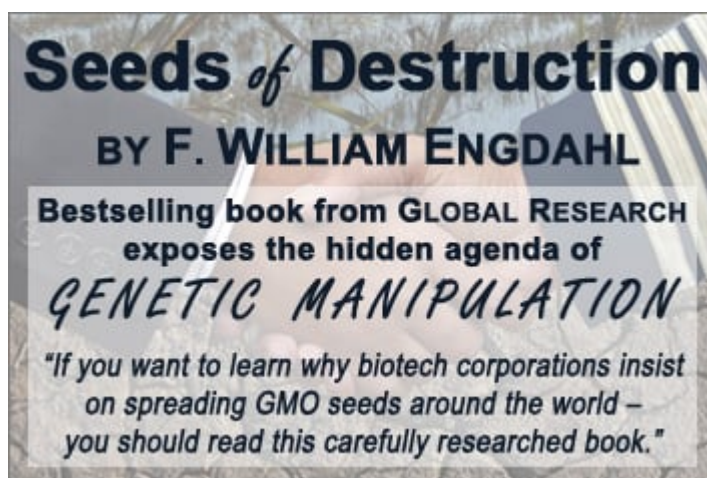 Seeds of Destruction
BY F. WILLIAM ENGDAHL
Bestselling book from GLOBAL RESEARCH
exposes the hidden agenda of
GENETIC MANIPULATION
“If you want to learn why biotech corporations insist
on spreading GMO seeds around the world –
you should read this carefully researched book.”